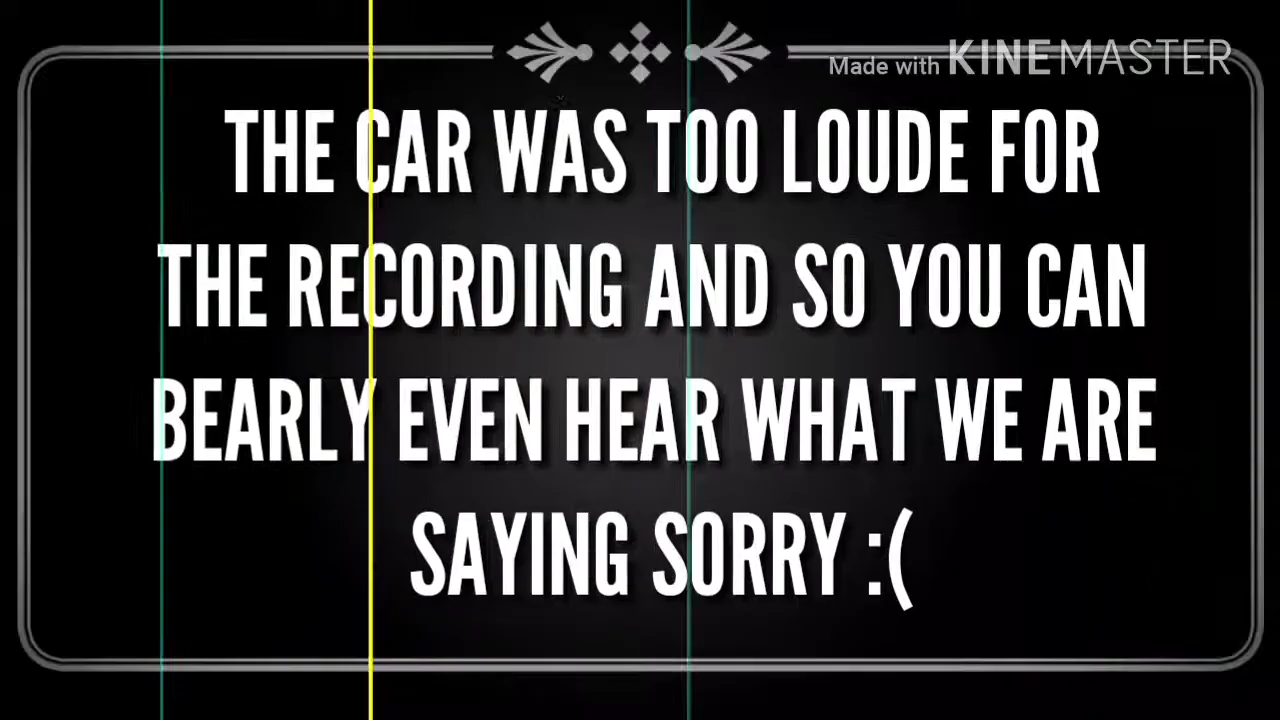 Made with KINEMASTER
THE CAR WAS TOO LOUDE FOR
THE RECORDING AND SO YOU CAN
BEARLY EVEN HEAR WHAT WE ARE
SAYING SORRY :(